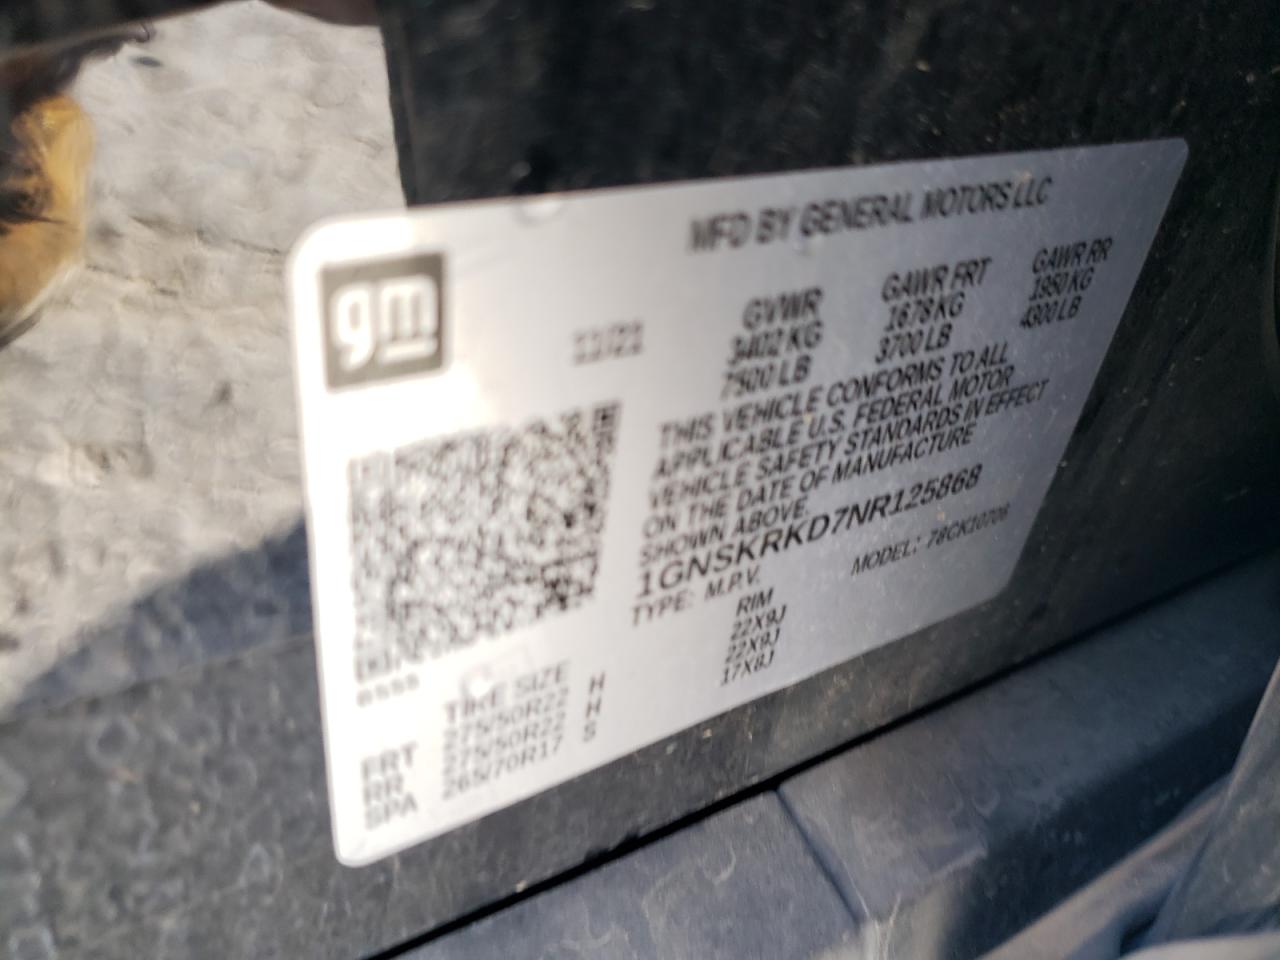 gm
MFD BY GENERAL MOTORS LLC
11/21
GVWR GAWR FRT GAWR RR
3402 KG 1678 KG 1950 KG
7500 LB 3700 LB 4300 LB
THIS VEHICLE CONFORMS TO ALL
APPLICABLE U.S. FEDERAL MOTOR
VEHICLE SAFETY STANDARDS IN EFFECT
ON THE DATE OF MANUFACTURE
SHOWN ABOVE.
1GNSKRKD7NR125868
TYPE: M.P.V. MODEL: 78CK10706
TIRE SIZE RIM
FRT 275/50R22 H 22X9J
RR 275/50R22 H 22X9J
SPA 265/70R17 S 17X8J